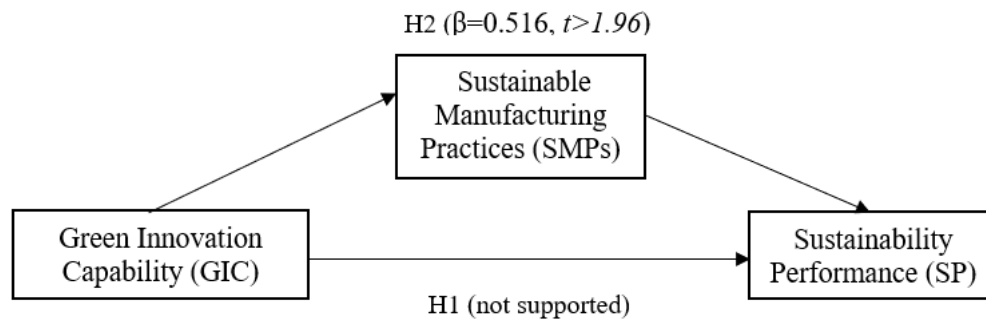 H2 (β=0.516, t>1.96)
Sustainable
Manufacturing
Practices (SMPs)
Green Innovation
Capability (GIC)
Sustainability
Performance (SP)
H1 (not supported)